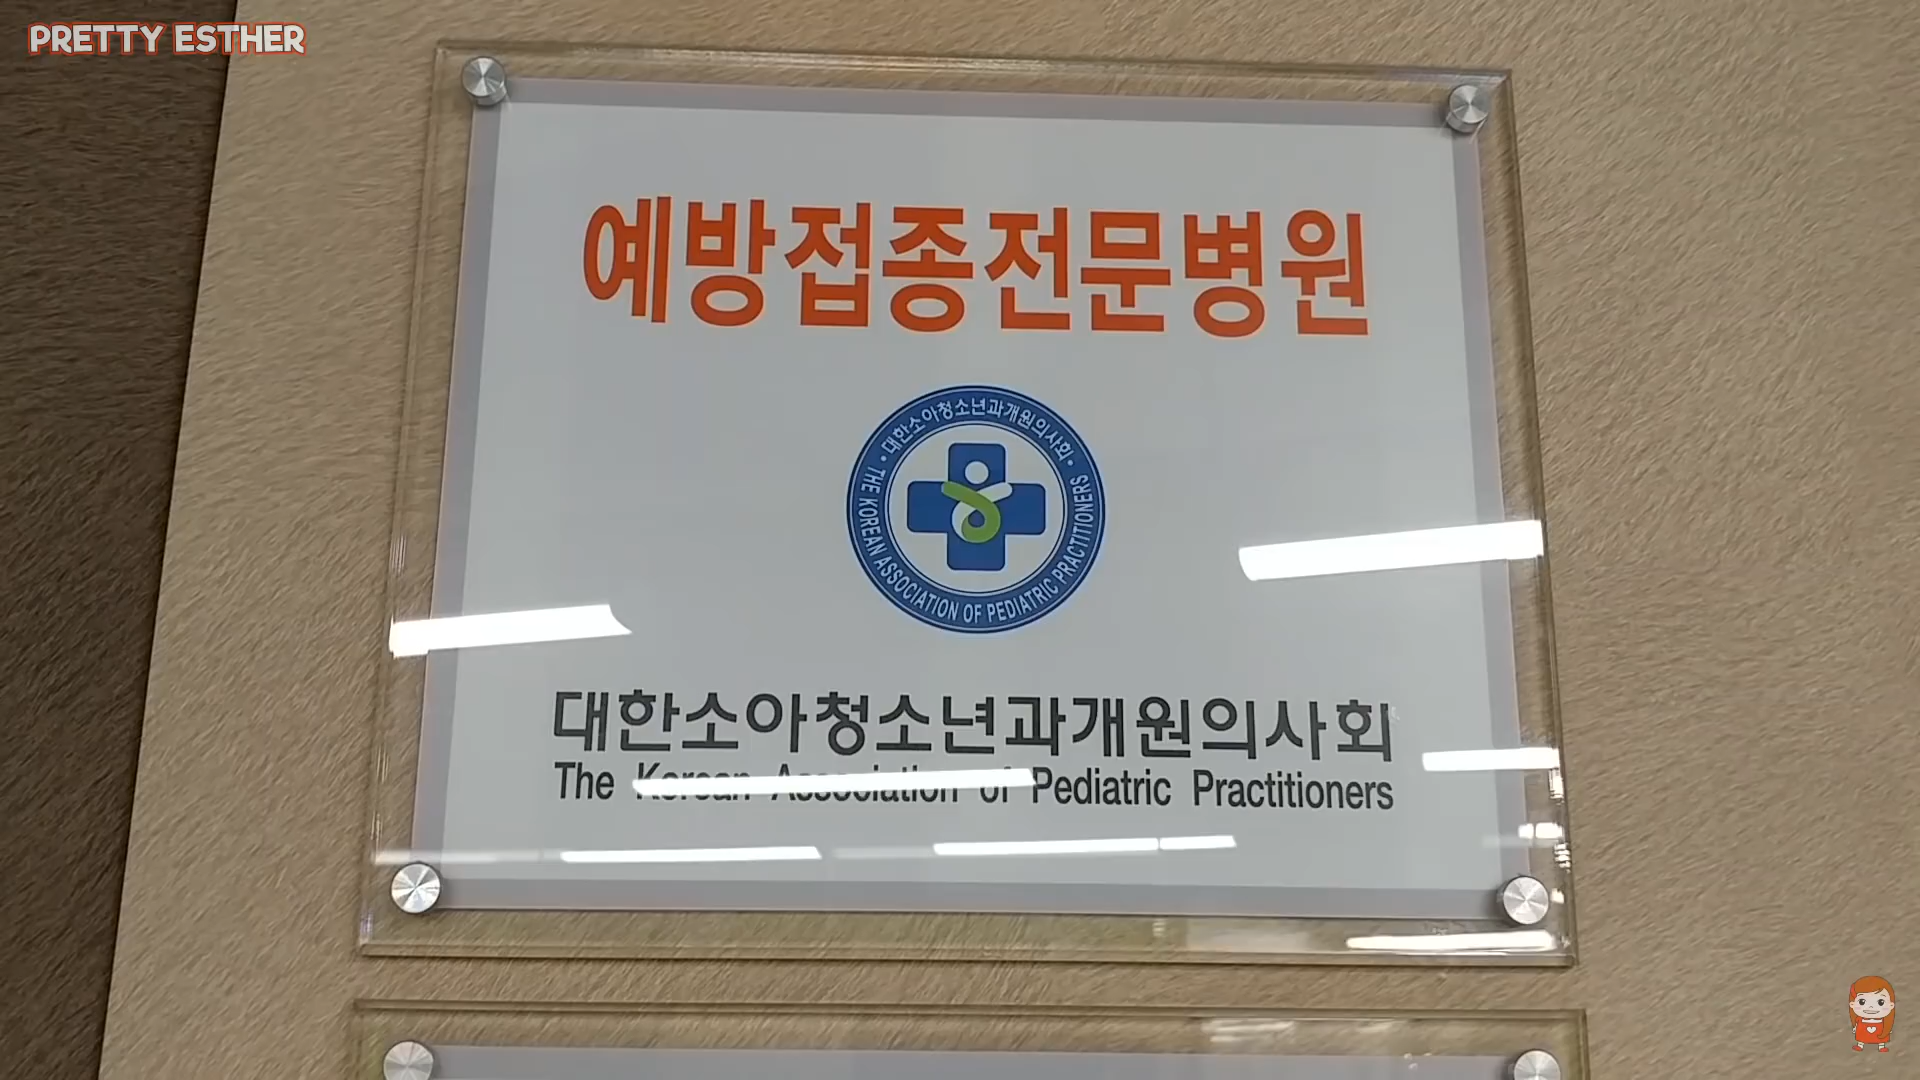 PRETTY ESTHER
예방접종전문병원
•대한소아청소년과개원의사회•
THE KOREAN ASSOCIATION OF PEDIATRIC PRACTITIONERS
대한소아청소년과개원의사회
The Korean Association of Pediatric Practitioners